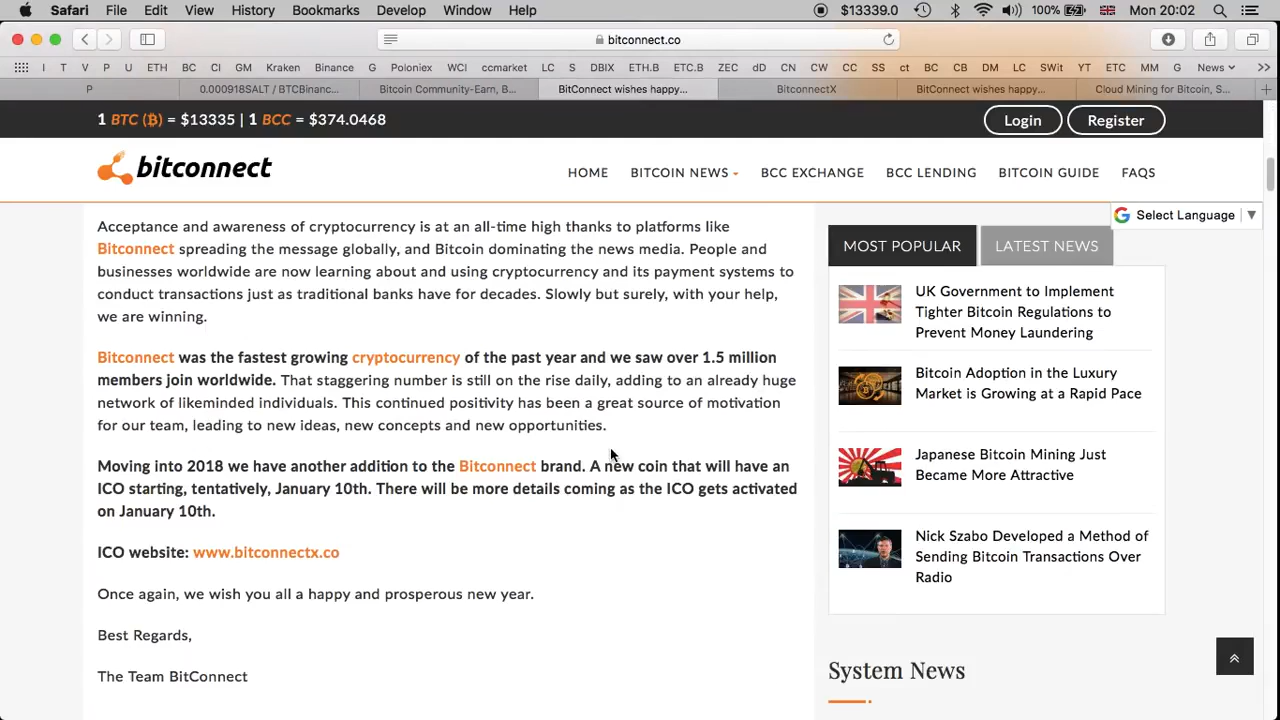 Safari File Edit View History Bookmarks Develop Window Help $13339.0 100% Mon 20:02
bitconnect.co
I T V P U ETH BC CI GM Kraken Binance G Poloniex WCI ccmarket LC S DBIX ETH.B ETC.B ZEC dD CN CW CC SS ct BC CB DM LC SWit YT ETC MM G News
P 0.000918SALT / BTCBinanc... Bitcoin Community-Earn, B... BitConnect wishes happy... BitconnectX BitConnect wishes happy... Cloud Mining for Bitcoin, S...
1 BTC (₿) = $13335 | 1 BCC = $374.0468 Login Register
bitconnect HOME BITCOIN NEWS BCC EXCHANGE BCC LENDING BITCOIN GUIDE FAQS
G Select Language ▼
Acceptance and awareness of cryptocurrency is at an all-time high thanks to platforms like
Bitconnect spreading the message globally, and Bitcoin dominating the news media. People and
businesses worldwide are now learning about and using cryptocurrency and its payment systems to
conduct transactions just as traditional banks have for decades. Slowly but surely, with your help,
we are winning.
Bitconnect was the fastest growing cryptocurrency of the past year and we saw over 1.5 million
members join worldwide. That staggering number is still on the rise daily, adding to an already huge
network of likeminded individuals. This continued positivity has been a great source of motivation
for our team, leading to new ideas, new concepts and new opportunities.
Moving into 2018 we have another addition to the Bitconnect brand. A new coin that will have an
ICO starting, tentatively, January 10th. There will be more details coming as the ICO gets activated
on January 10th.
ICO website: www.bitconnectx.co
Once again, we wish you all a happy and prosperous new year.
Best Regards,
The Team BitConnect
MOST POPULAR LATEST NEWS
UK Government to Implement
Tighter Bitcoin Regulations to
Prevent Money Laundering
Bitcoin Adoption in the Luxury
Market is Growing at a Rapid Pace
Japanese Bitcoin Mining Just
Became More Attractive
Nick Szabo Developed a Method of
Sending Bitcoin Transactions Over
Radio
System News